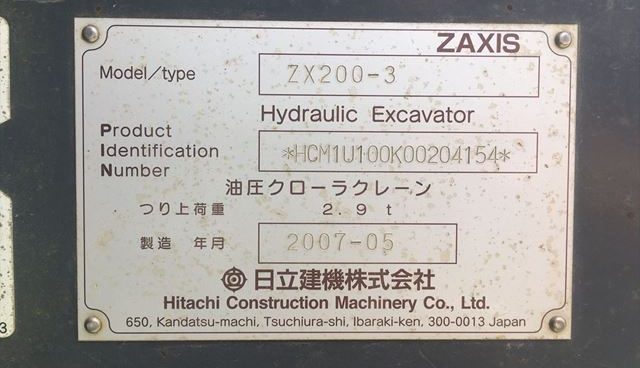 ZAXIS
Model/type ZX200-3
Hydraulic Excavator
Product
Identification *HCM1U100K00204154*
Number
油圧クローラクレーン
つり上荷重 2.9t
製造 年月 2007-05
日立建機株式会社
Hitachi Construction Machinery Co., Ltd.
650, Kandatsu-machi, Tsuchiura-shi, Ibaraki-ken, 300-0013 Japan
3